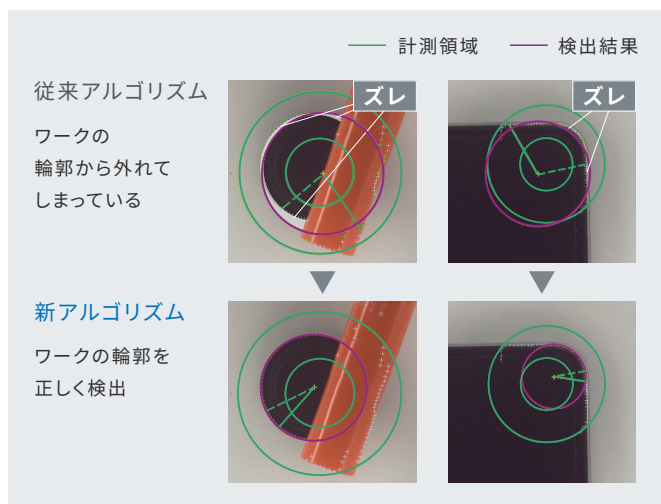 計測領域
検出結果
従来アルゴリズム
ワークの
輪郭から外れて
しまっている
ズレ
ズレ
新アルゴリズム
ワークの輪郭を
正しく検出